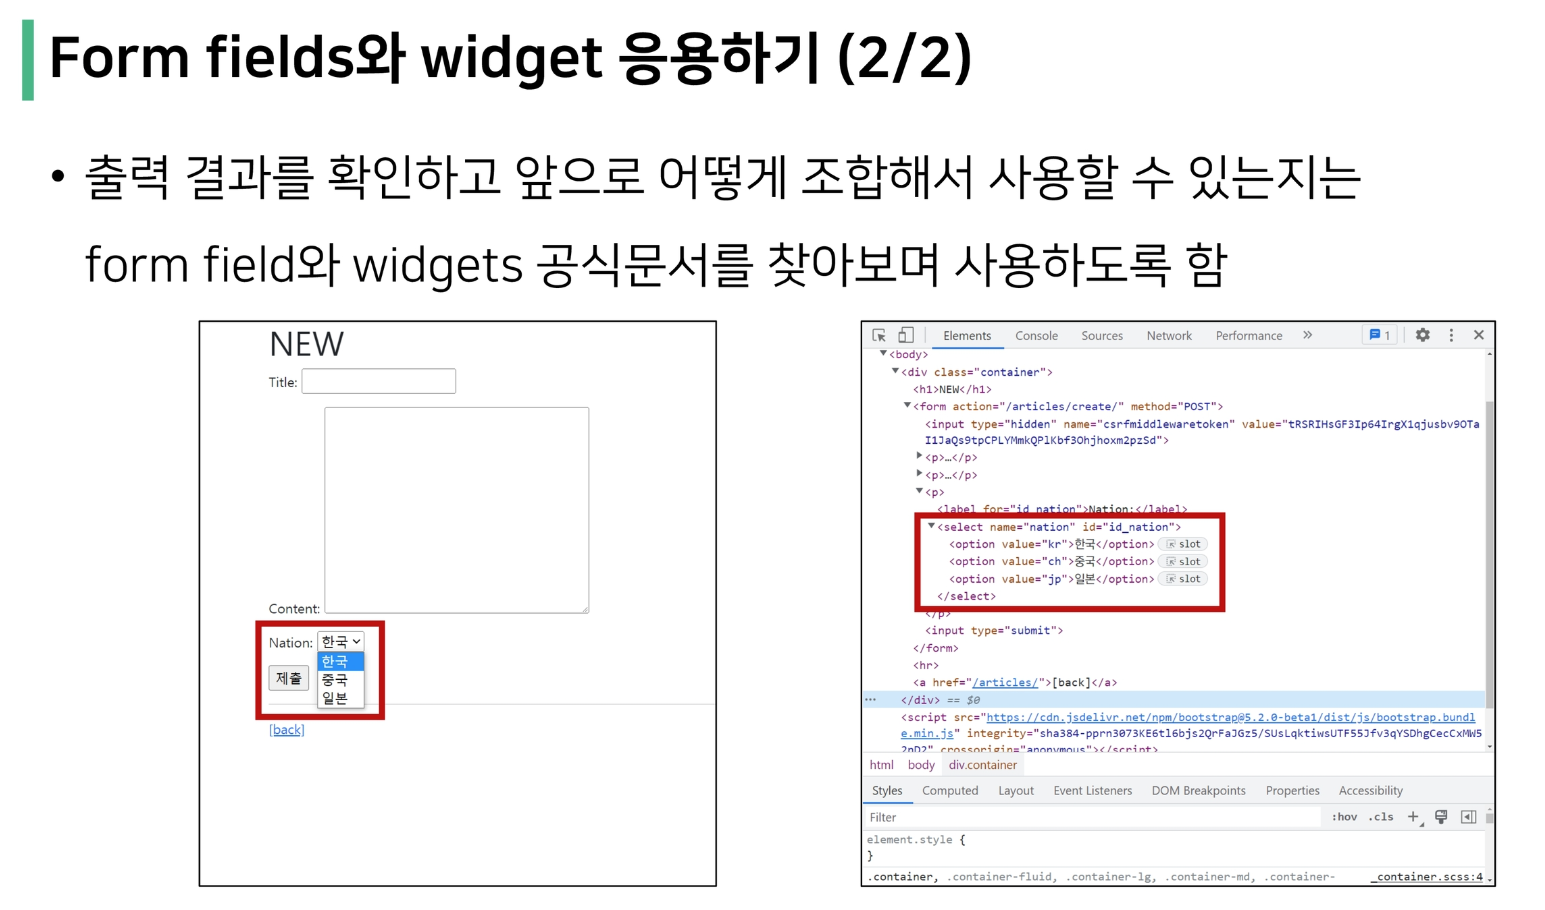 Form fields와 widget 응용하기 (2/2)
• 출력 결과를 확인하고 앞으로 어떻게 조합해서 사용할 수 있는지는
form field와 widgets 공식문서를 찾아보며 사용하도록 함
NEW
Title:
Content:
Nation: 한국
한국
제출 중국
일본
[back]
Elements Console Sources Network Performance » 1
<body>
<div class="container">
<h1>NEW</h1>
<form action="/articles/create/" method="POST">
<input type="hidden" name="csrfmiddlewaretoken" value="tRSRIHsGF3Ip64IrgX1qjusbv9OTa
I1JaQs9tpCPLYMmkQPlKbf3Ohjhoxm2pzSd">
<p>…</p>
<p>…</p>
<p>
<label for="id_nation">Nation:</label>
<select name="nation" id="id_nation">
<option value="kr">한국</option> slot
<option value="ch">중국</option> slot
<option value="jp">일본</option> slot
</select>
</p>
<input type="submit">
</form>
<hr>
<a href="/articles/">[back]</a>
… </div> == $0
<script src="https://cdn.jsdelivr.net/npm/bootstrap@5.2.0-beta1/dist/js/bootstrap.bundl
e.min.js" integrity="sha384-pprn3073KE6tl6bjs2QrFaJGz5/SUsLqktiwsUTF55Jfv3qYSDhgCecCxMW5
2nD2" crossorigin="anonymous"></script>
html body div.container
Styles Computed Layout Event Listeners DOM Breakpoints Properties Accessibility
Filter :hov .cls +
element.style {
}
.container, .container-fluid, .container-lg, .container-md, .container- _container.scss:4